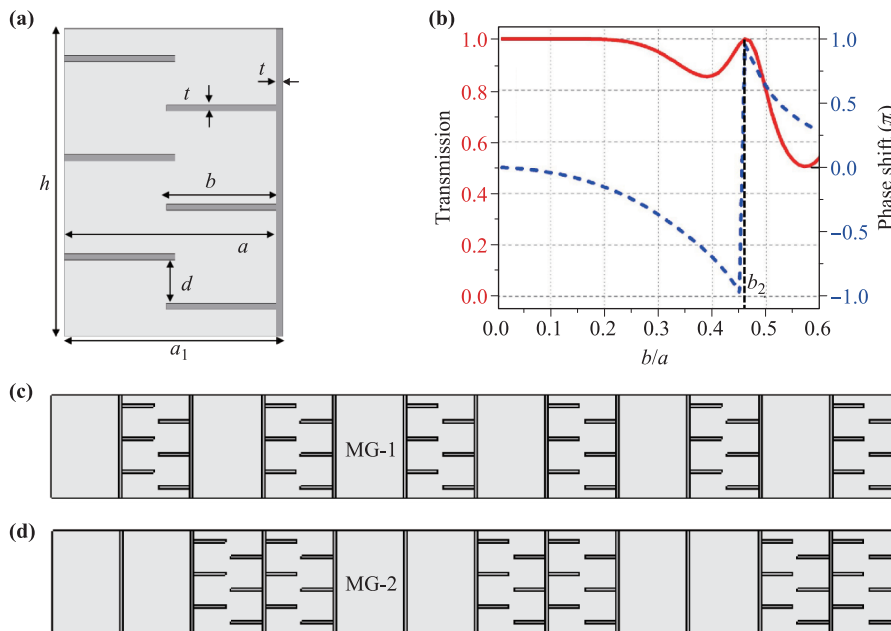 (a)
t
t
h
b
a
d
a1
(b)
Transmission
1.0
0.8
0.6
0.4
0.2
0.0
1.0
0.5
0.0
−0.5
−1.0
Phase shift (π)
b2
0.0 0.1 0.2 0.3 0.4 0.5 0.6
b/a
(c)
MG-1
(d)
MG-2